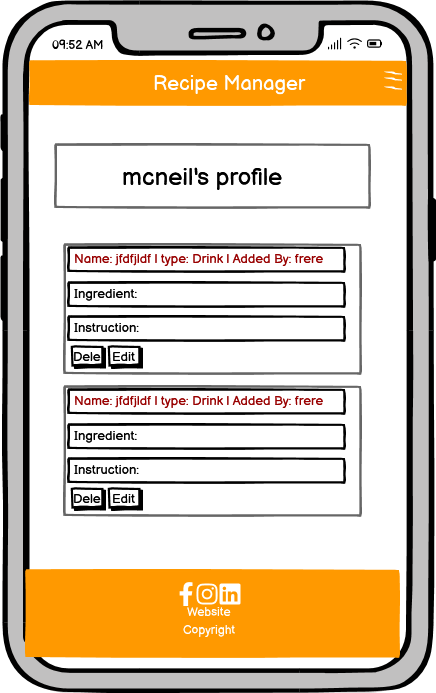 09:52 AM
Recipe Manager
mcneil's profile
Name: jfdfjldf I type: Drink I Added By: frere
Ingredient:
Instruction:
Dele Edit
Name: jfdfjldf I type: Drink I Added By: frere
Ingredient:
Instruction:
Dele Edit
Website
Copyright